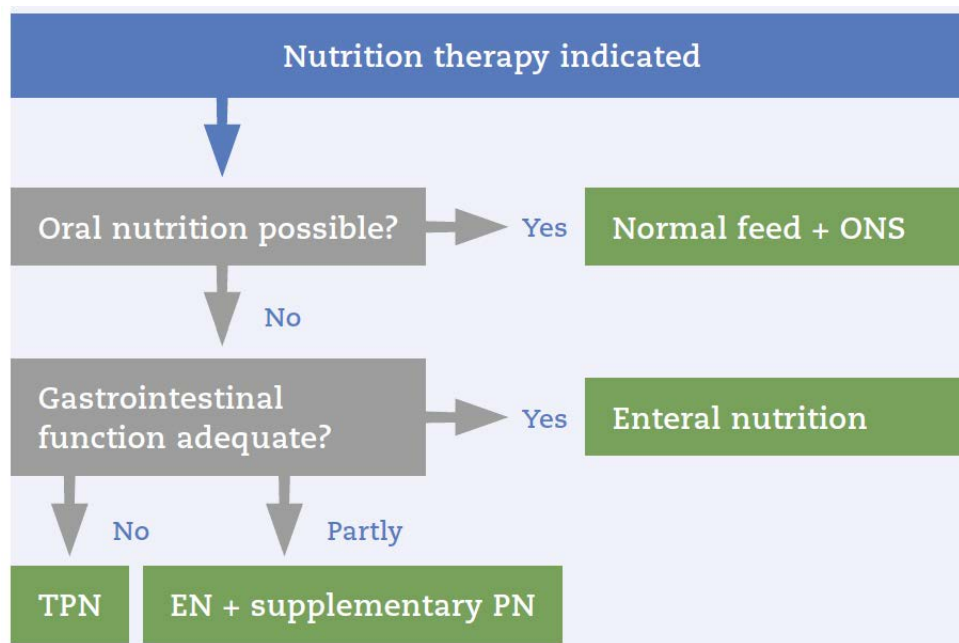 Nutrition therapy indicated
Oral nutrition possible?
Yes
Normal feed + ONS
No
Gastrointestinal
function adequate?
Yes
Enteral nutrition
No
Partly
TPN
EN + supplementary PN